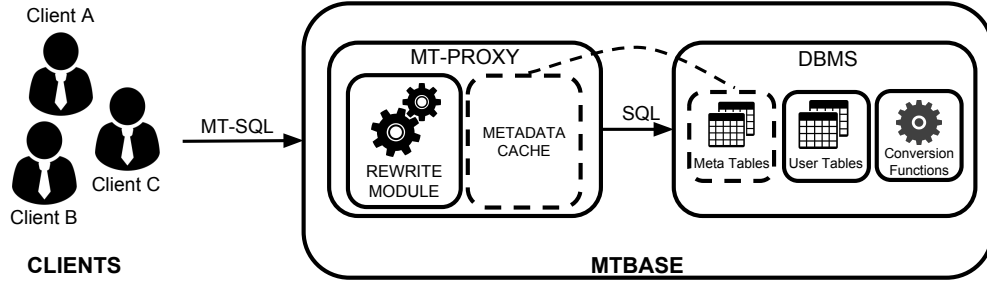 Client A
Client C
Client B
CLIENTS
MT-SQL
MT-PROXY
REWRITE
MODULE
METADATA
CACHE
SQL
DBMS
Meta Tables
User Tables
Conversion
Functions
MTBASE